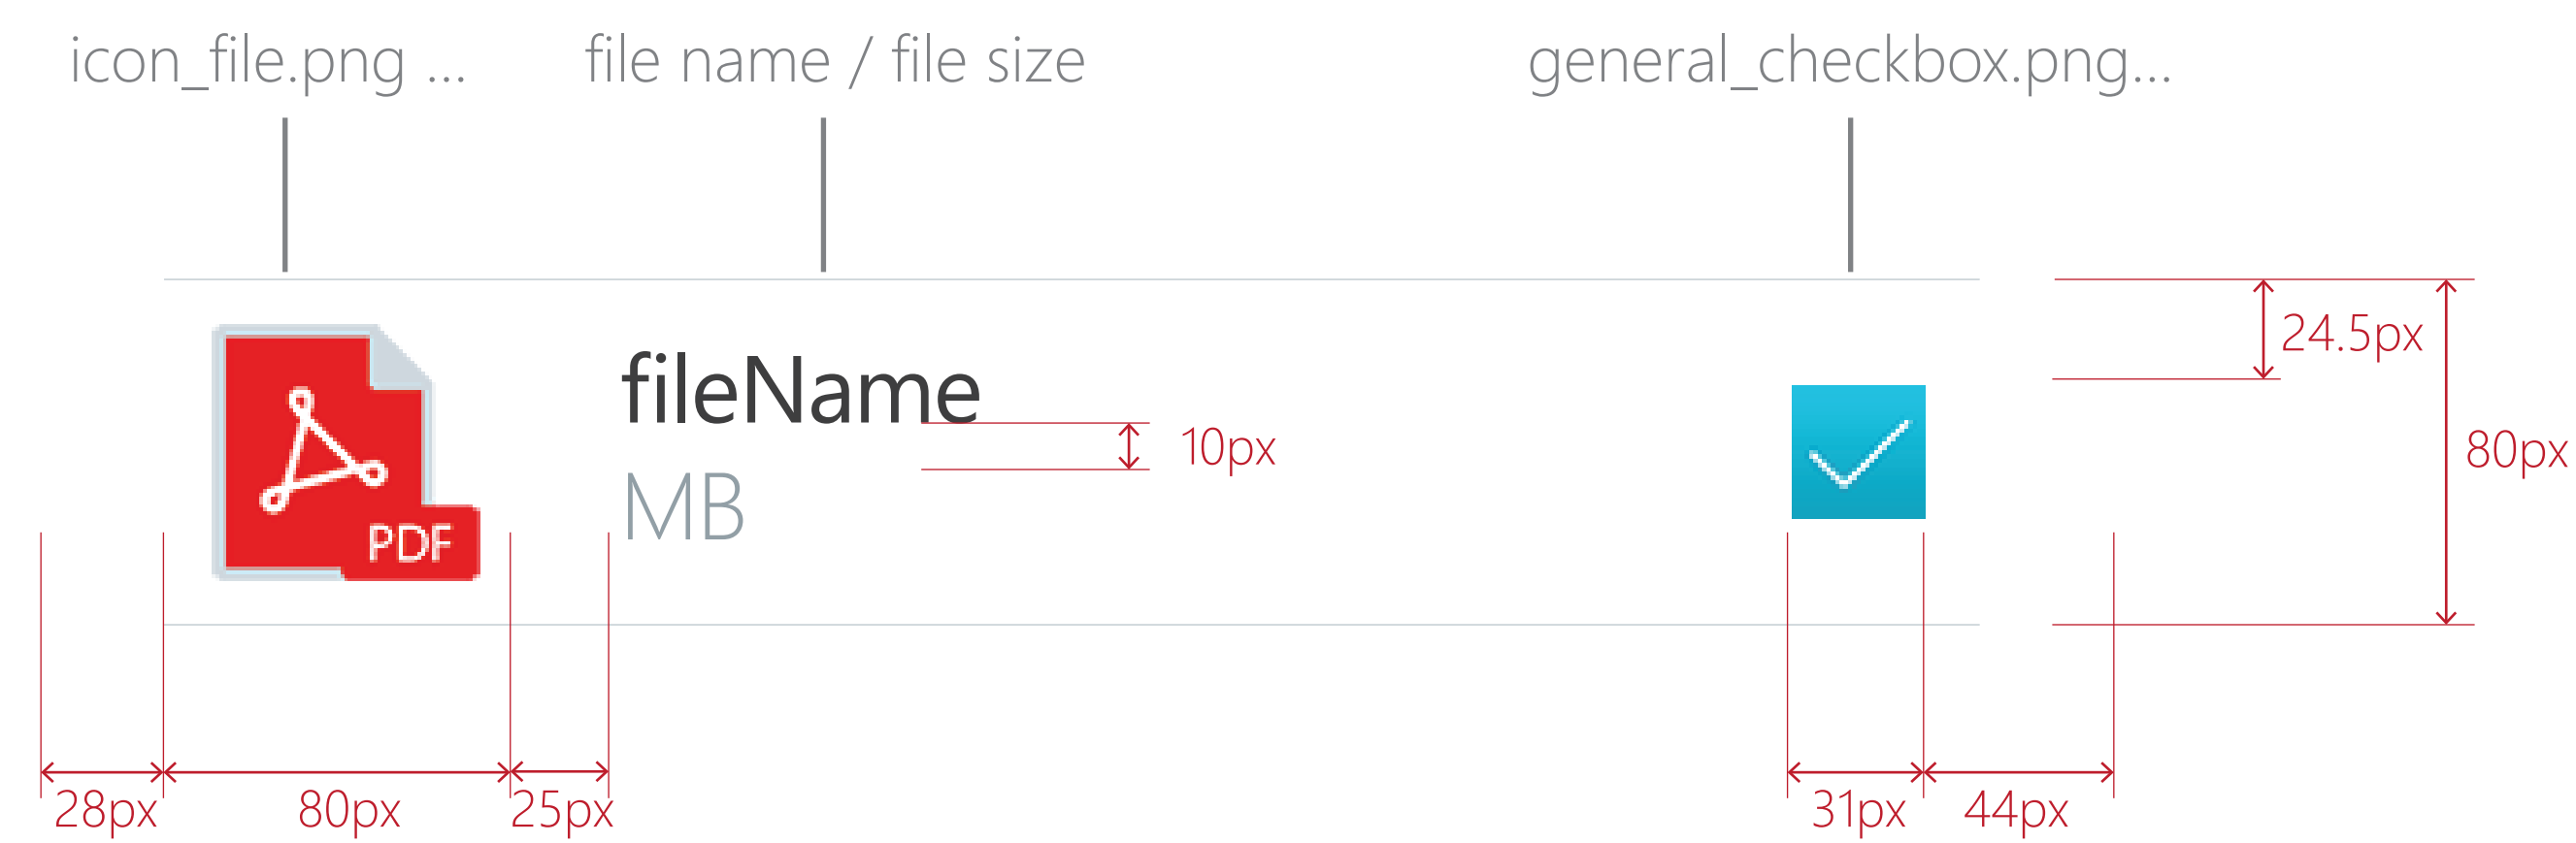 icon_file.png ...
file name / file size
general_checkbox.png...
24.5px
fileName
10px
80px
MB
PDF
28px
80px
25px
31px
44px